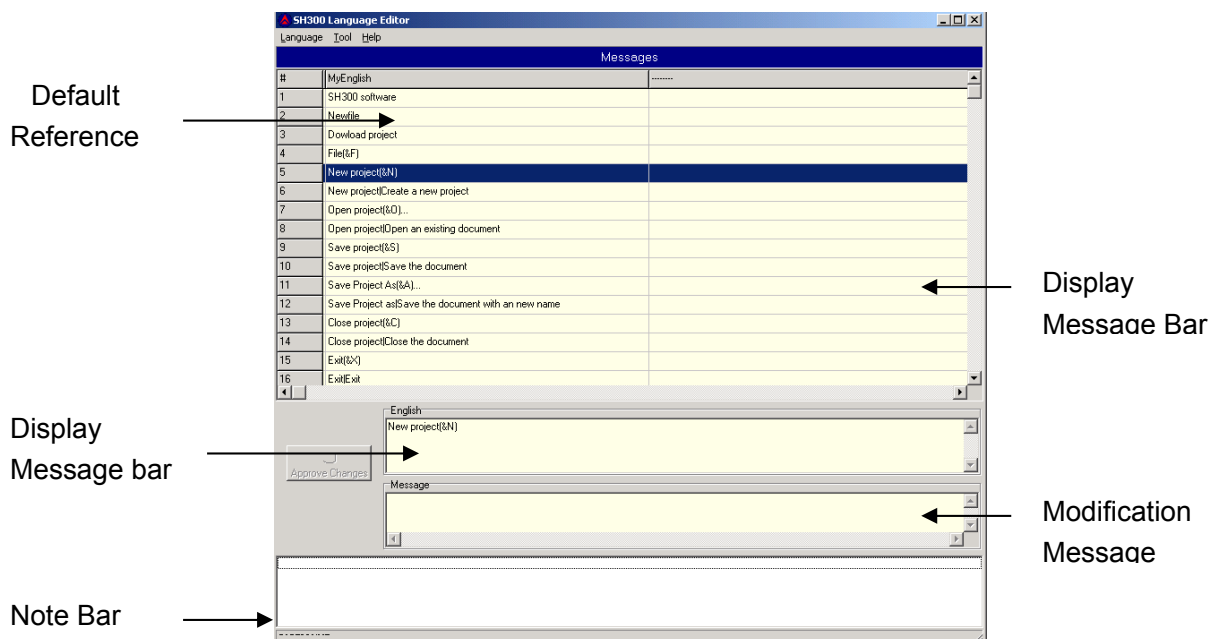 SH300 Language Editor
Language Tool Help
Messages
# MyEnglish --------
1 SH300 software
2 Newfile
3 Dowload project
4 File(&F)
5 New project(&N)
6 New project|Create a new project
7 Open project(&O)...
8 Open project|Open an existing document
9 Save project(&S)
10 Save project|Save the document
11 Save Project As(&A)...
12 Save Project as|Save the document with an new name
13 Close project(&C)
14 Close project|Close the document
15 Exit(&X)
16 Exit|Exit
Default
Reference
Display
Message Bar
English
New project(&N)
Display
Message bar
Approve Changes
Message
Modification
Message
Note Bar